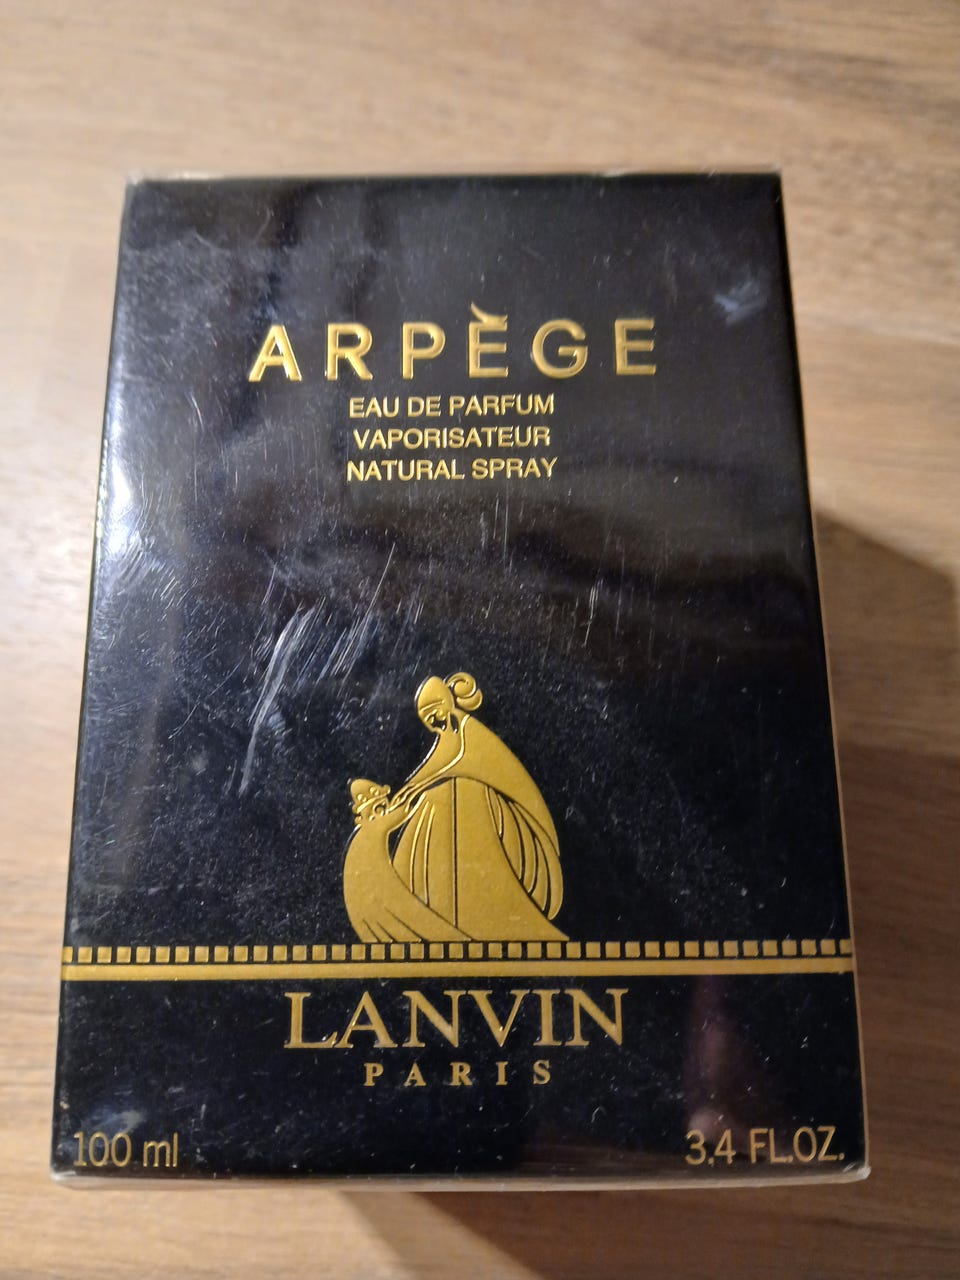 ARPÈGE
EAU DE PARFUM
VAPORISATEUR
NATURAL SPRAY
LANVIN
PARIS
100 ml
3.4 FL.OZ.